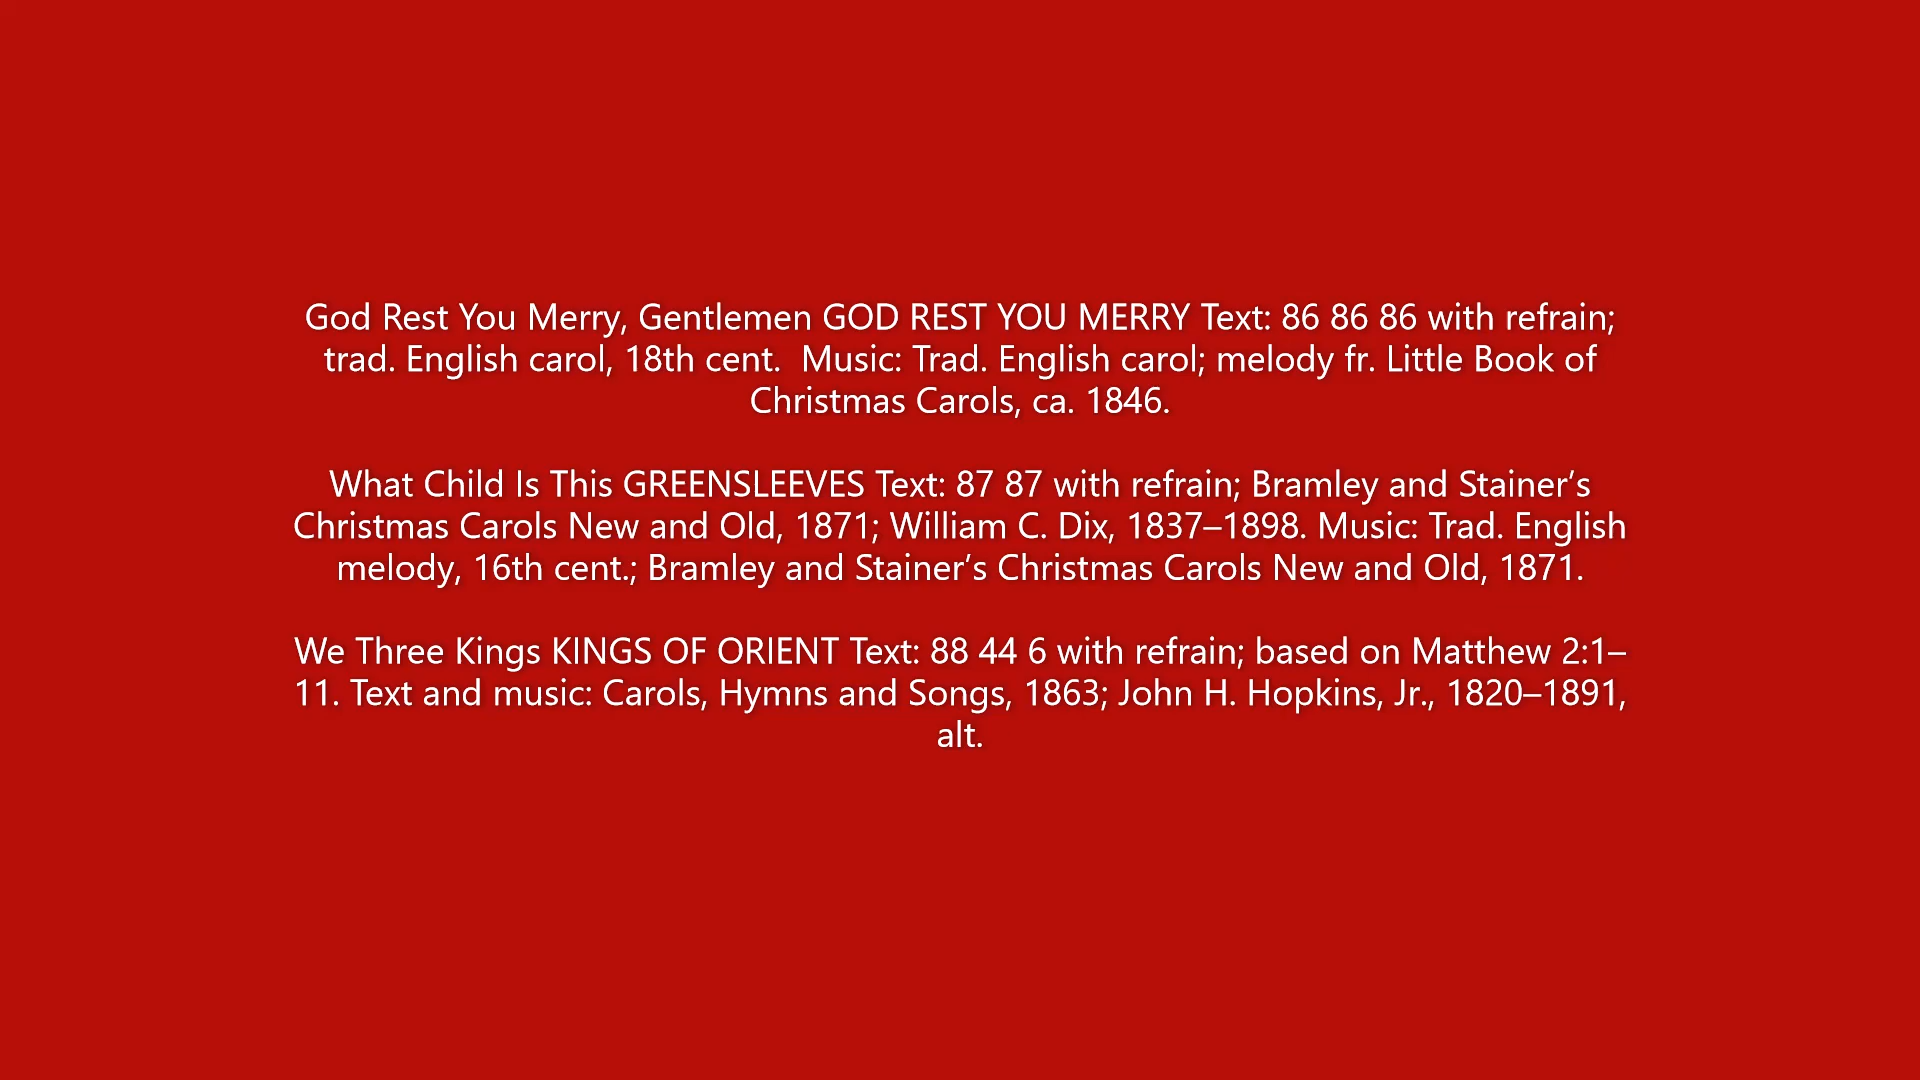 God Rest You Merry, Gentlemen GOD REST YOU MERRY Text: 86 86 86 with refrain;
trad. English carol, 18th cent.  Music: Trad. English carol; melody fr. Little Book of
Christmas Carols, ca. 1846.
What Child Is This GREENSLEEVES Text: 87 87 with refrain; Bramley and Stainer’s
Christmas Carols New and Old, 1871; William C. Dix, 1837–1898. Music: Trad. English
melody, 16th cent.; Bramley and Stainer’s Christmas Carols New and Old, 1871.
We Three Kings KINGS OF ORIENT Text: 88 44 6 with refrain; based on Matthew 2:1–
11. Text and music: Carols, Hymns and Songs, 1863; John H. Hopkins, Jr., 1820–1891,
alt.